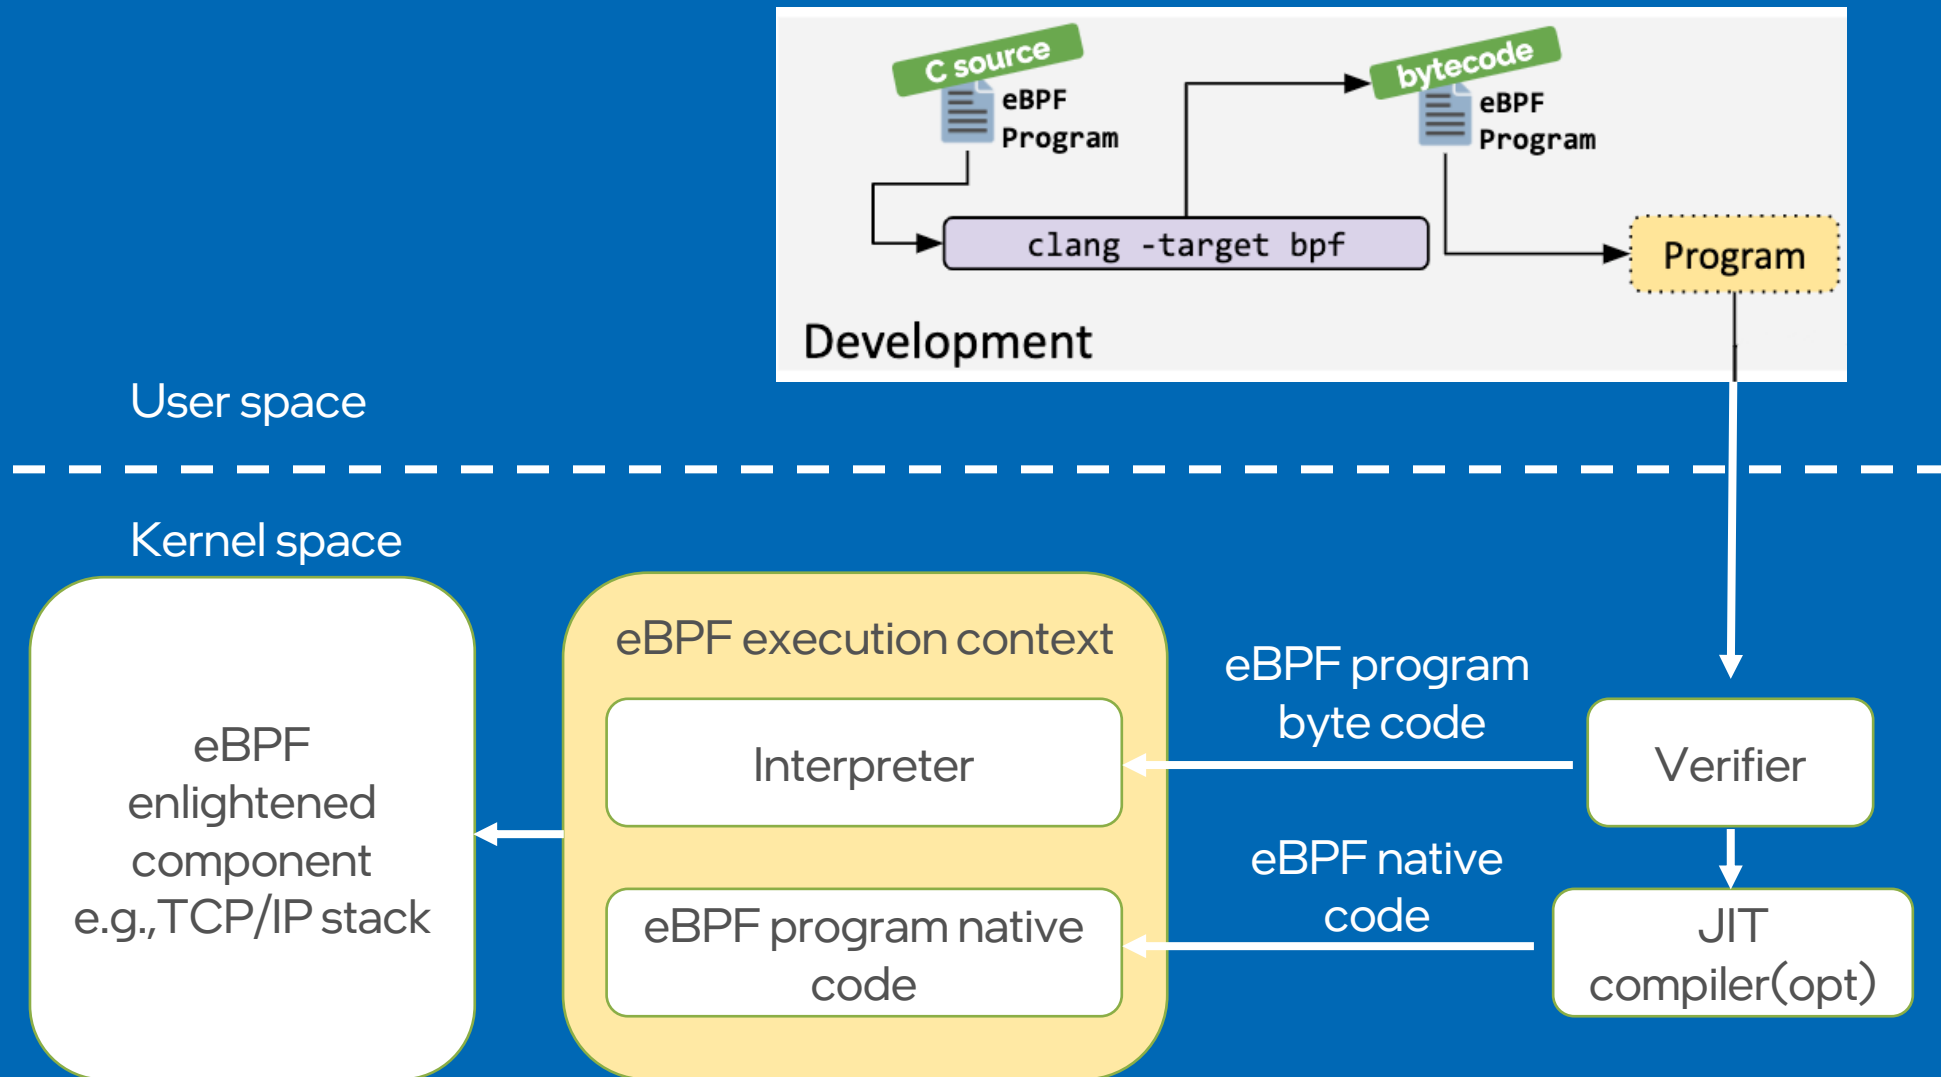 C source
eBPF
Program
bytecode
eBPF
Program
clang -target bpf
Program
Development
User space
Kernel space
eBPF
enlightened
component
e.g.,TCP/IP stack
eBPF execution context
Interpreter
eBPF program native
code
eBPF program
byte code
eBPF native
code
Verifier
JIT
compiler(opt)